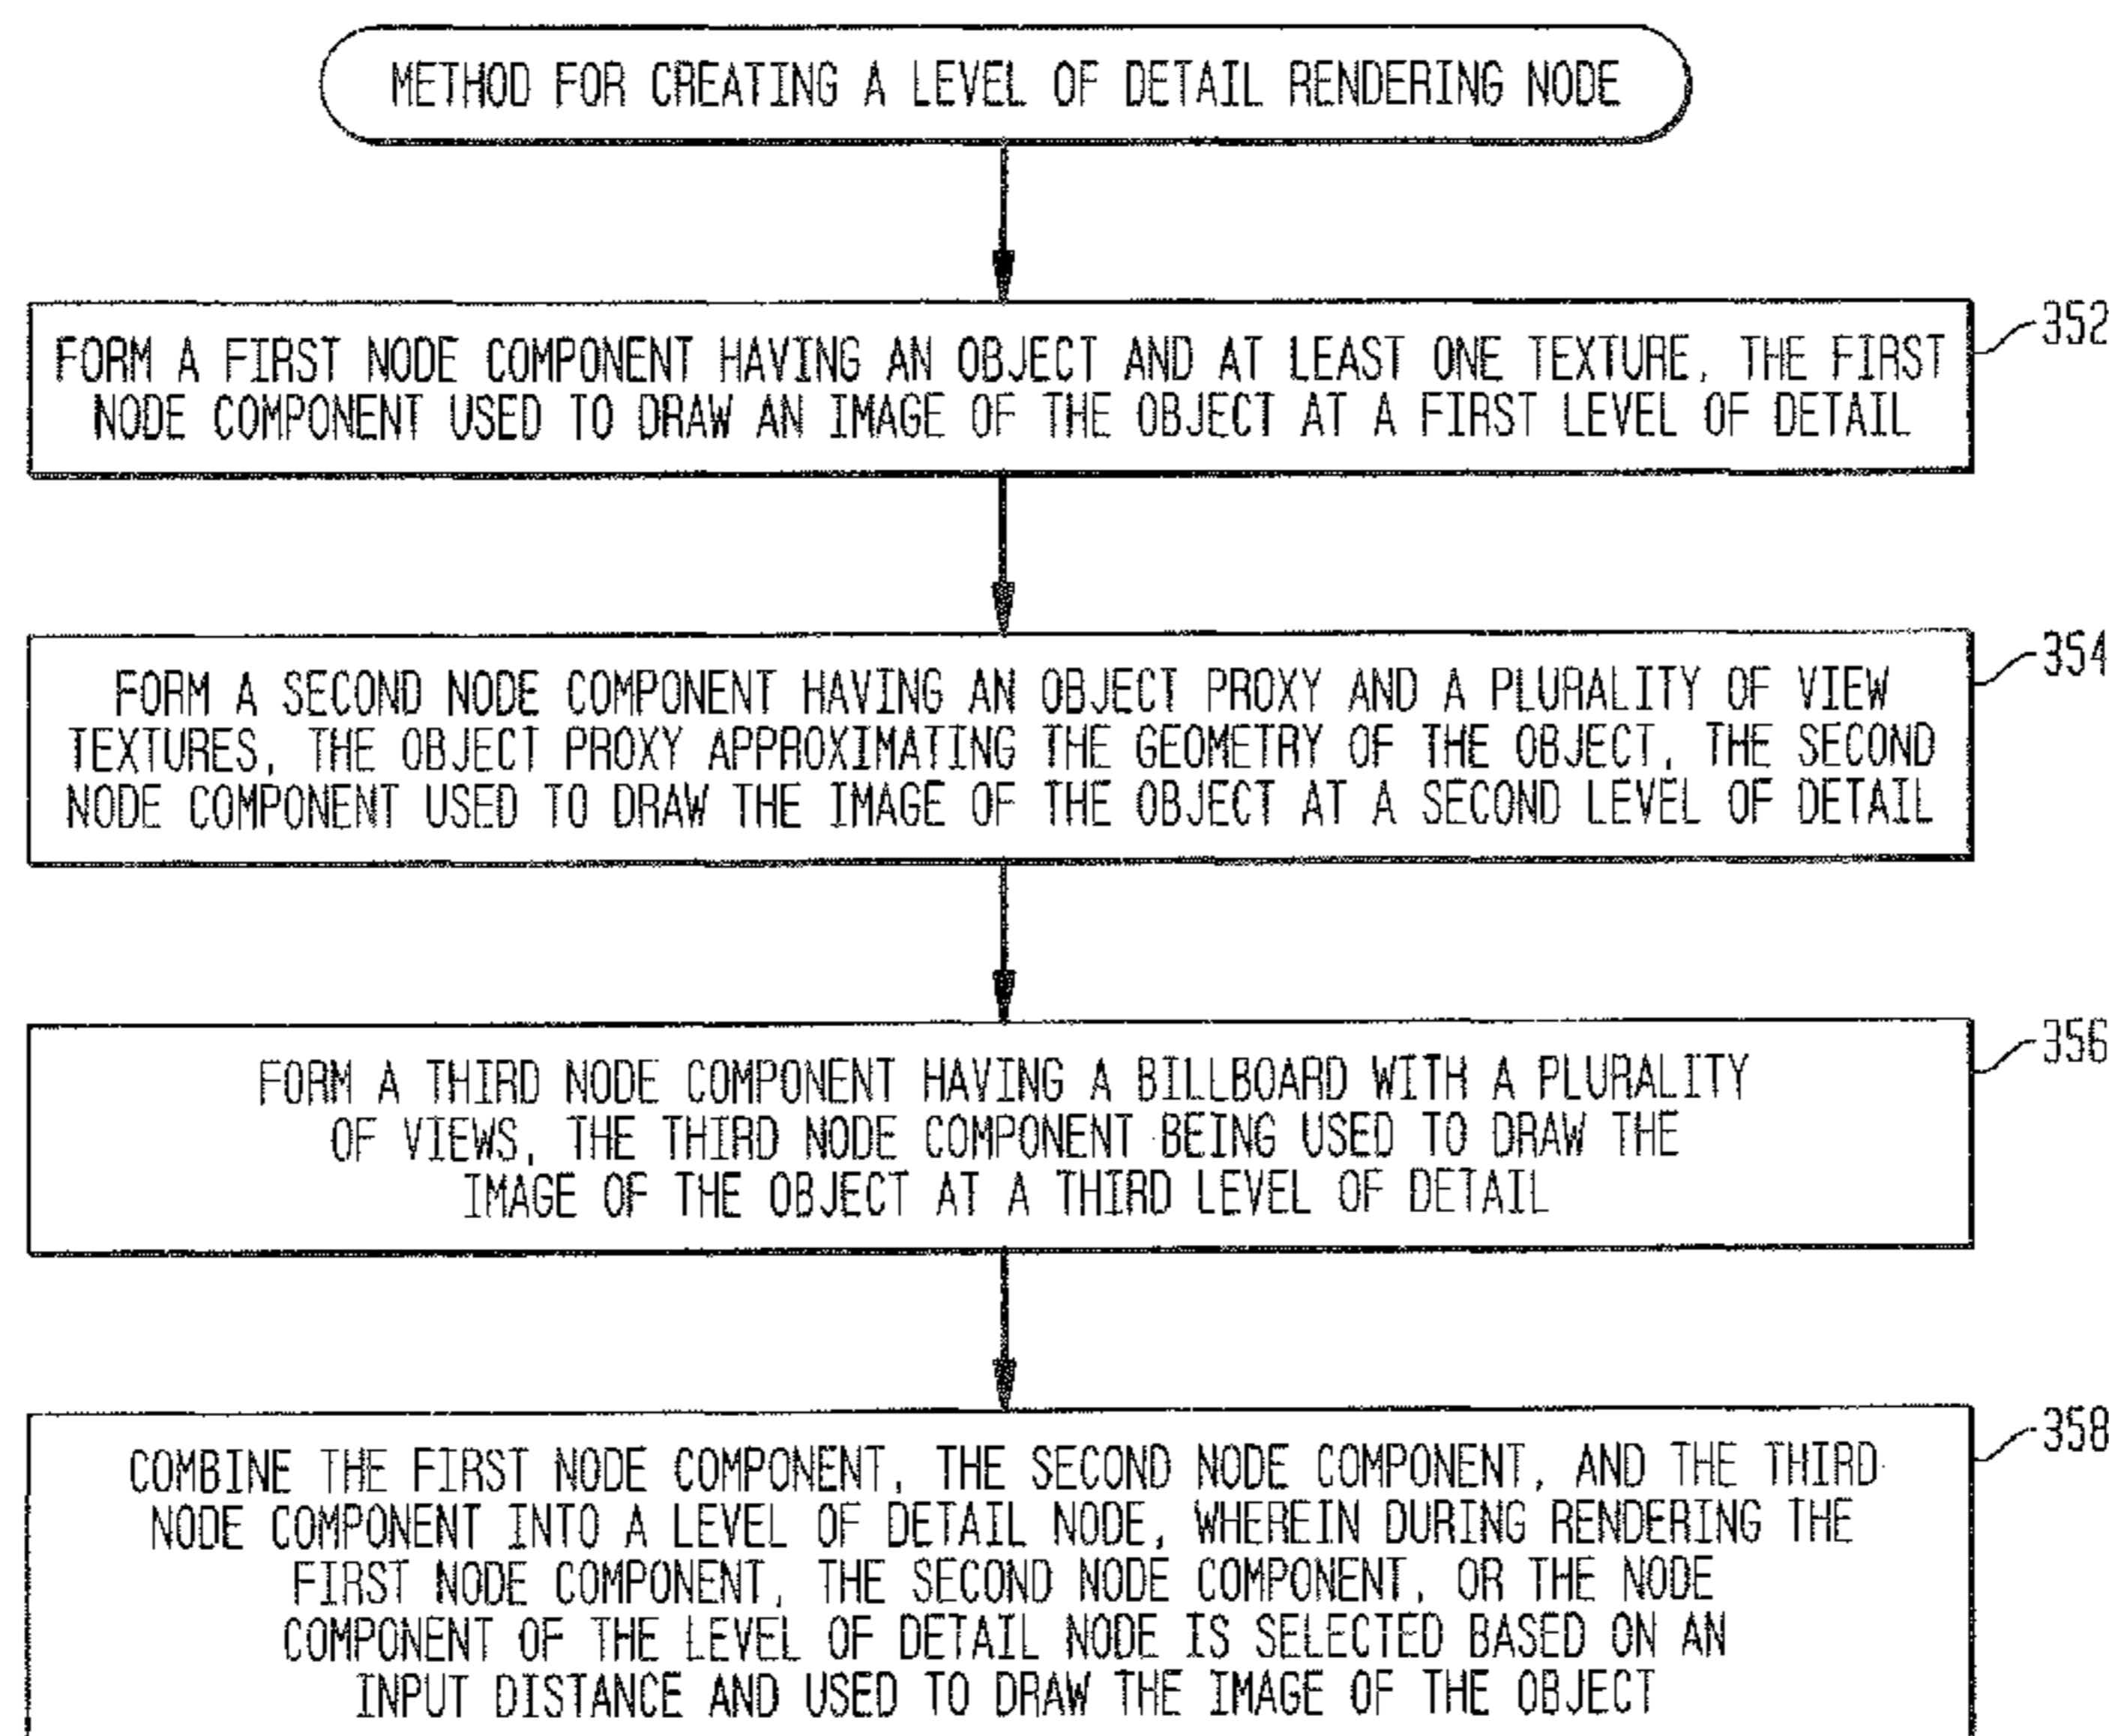 METHOD FOR CREATING A LEVEL OF DETAIL RENDERING NODE
352
FORM A FIRST NODE COMPONENT HAVING AN OBJECT AND AT LEAST ONE TEXTURE, THE FIRST
NODE COMPONENT USED TO DRAW AN IMAGE OF THE OBJECT AT A FIRST LEVEL OF DETAIL
354
FORM A SECOND NODE COMPONENT HAVING AN OBJECT PROXY AND A PLURALITY OF VIEW
TEXTURES, THE OBJECT PROXY APPROXIMATING THE GEOMETRY OF THE OBJECT, THE SECOND
NODE COMPONENT USED TO DRAW THE IMAGE OF THE OBJECT AT A SECOND LEVEL OF DETAIL
356
FORM A THIRD NODE COMPONENT HAVING A BILLBOARD WITH A PLURALITY
OF VIEWS, THE THIRD NODE COMPONENT BEING USED TO DRAW THE
IMAGE OF THE OBJECT AT A THIRD LEVEL OF DETAIL
358
COMBINE THE FIRST NODE COMPONENT, THE SECOND NODE COMPONENT, AND THE THIRD
NODE COMPONENT INTO A LEVEL OF DETAIL NODE, WHEREIN DURING RENDERING THE
FIRST NODE COMPONENT, THE SECOND NODE COMPONENT, OR THE NODE
COMPONENT OF THE LEVEL OF DETAIL NODE IS SELECTED BASED ON AN
INPUT DISTANCE AND USED TO DRAW THE IMAGE OF THE OBJECT